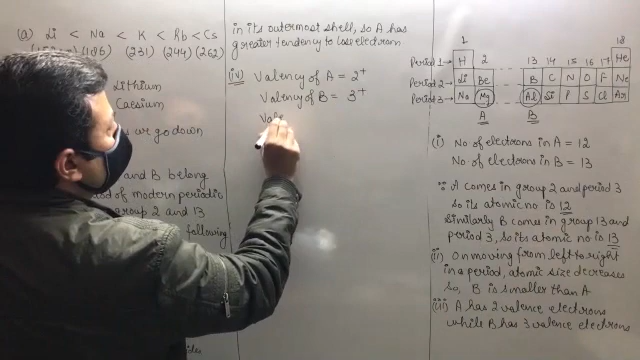 (a) Li < Na < K < Rb < Cs
(186) (231) (244) (262)
Lithium
Caesium
we go down
and B belong
of modern periodic
group 2 and 13
following
in its outermost shell, so A has
greater tendency to lose electron.
(iv) Valency of A = 2+
Valency of B = 3+
Vale
1
18
Period 1→ H
2
13 14 15 16 17
He
Period 2→ Li Be
B C N O F Ne
Period 3→ Na Mg
Al Si P S Cl Ar
A
B
(i) No of electrons in A = 12
No of electrons in B = 13
∵ A comes in group 2 and period 3
so its atomic no is 12
Similarly B comes in group 13 and
period 3, so its atomic no is 13
(ii) On moving from left to right
in a period, atomic size decreases
so, B is smaller than A
(iii) A has 2 valence electrons
while B has 3 valence electrons